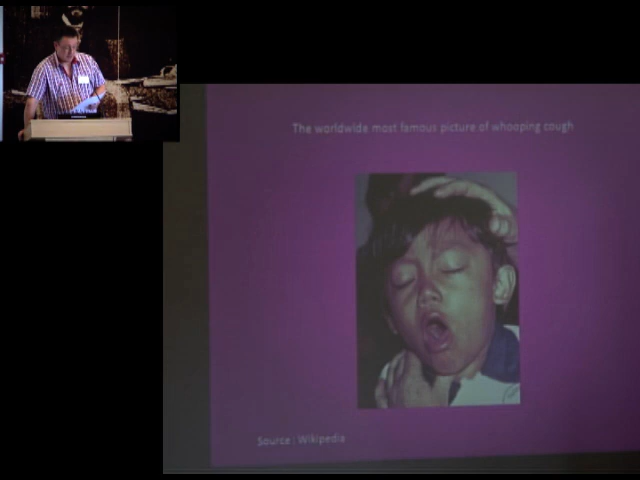 The worldwide most famous picture of whooping cough
Source : Wikipedia